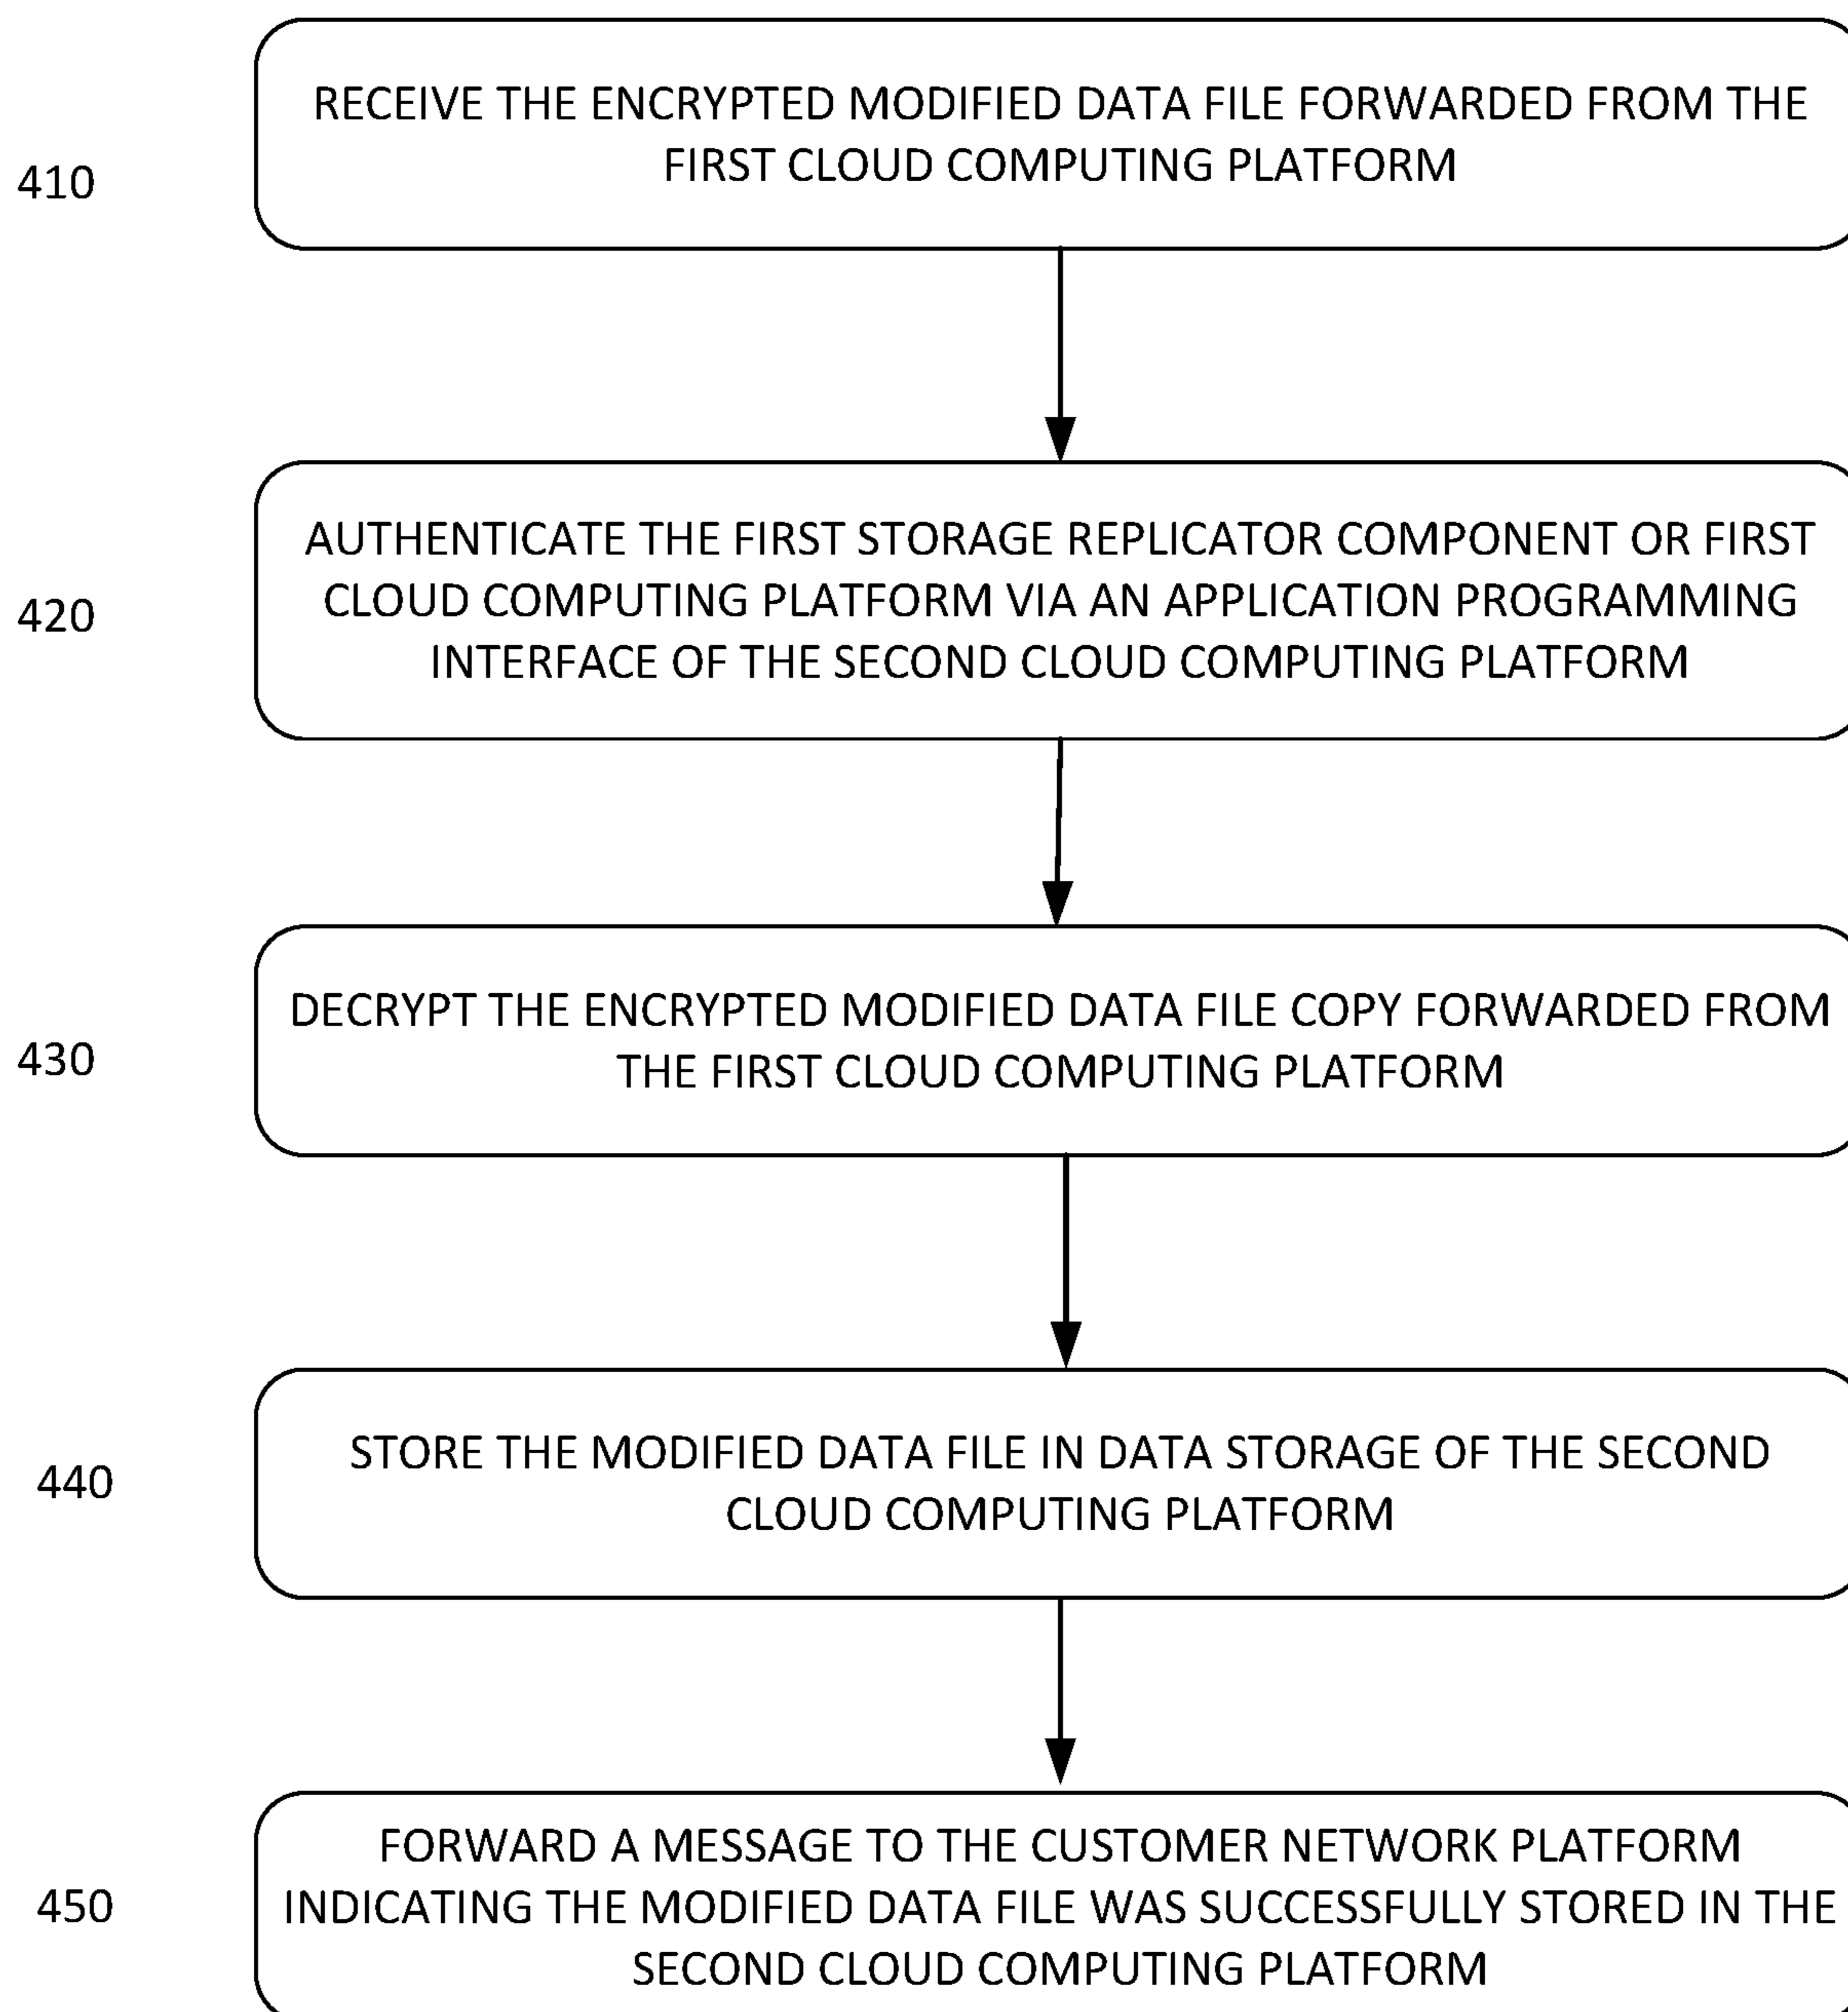 RECEIVE THE ENCRYPTED MODIFIED DATA FILE FORWARDED FROM THE
FIRST CLOUD COMPUTING PLATFORM
410
AUTHENTICATE THE FIRST STORAGE REPLICATOR COMPONENT OR FIRST
CLOUD COMPUTING PLATFORM VIA AN APPLICATION PROGRAMMING
INTERFACE OF THE SECOND CLOUD COMPUTING PLATFORM
420
DECRYPT THE ENCRYPTED MODIFIED DATA FILE COPY FORWARDED FROM
THE FIRST CLOUD COMPUTING PLATFORM
430
STORE THE MODIFIED DATA FILE IN DATA STORAGE OF THE SECOND
CLOUD COMPUTING PLATFORM
440
FORWARD A MESSAGE TO THE CUSTOMER NETWORK PLATFORM
INDICATING THE MODIFIED DATA FILE WAS SUCCESSFULLY STORED IN THE
SECOND CLOUD COMPUTING PLATFORM
450